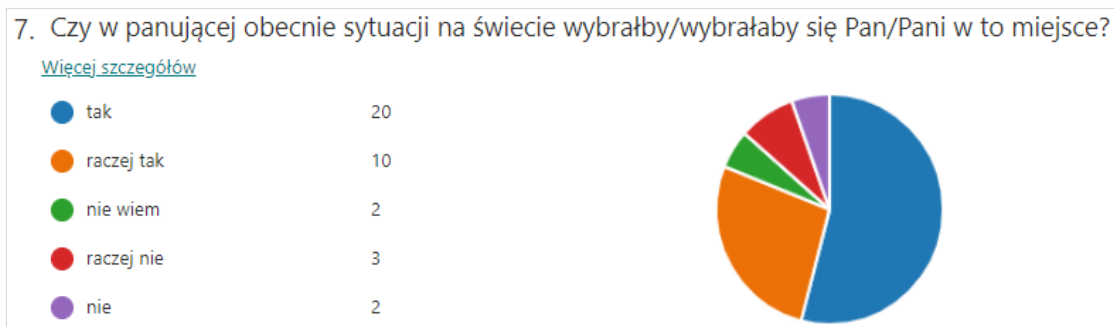 7. Czy w panującej obecnie sytuacji na świecie wybrałby/wybrałaby się Pan/Pani w to miejsce?
Więcej szczegółów
tak 20
raczej tak 10
nie wiem 2
raczej nie 3
nie 2